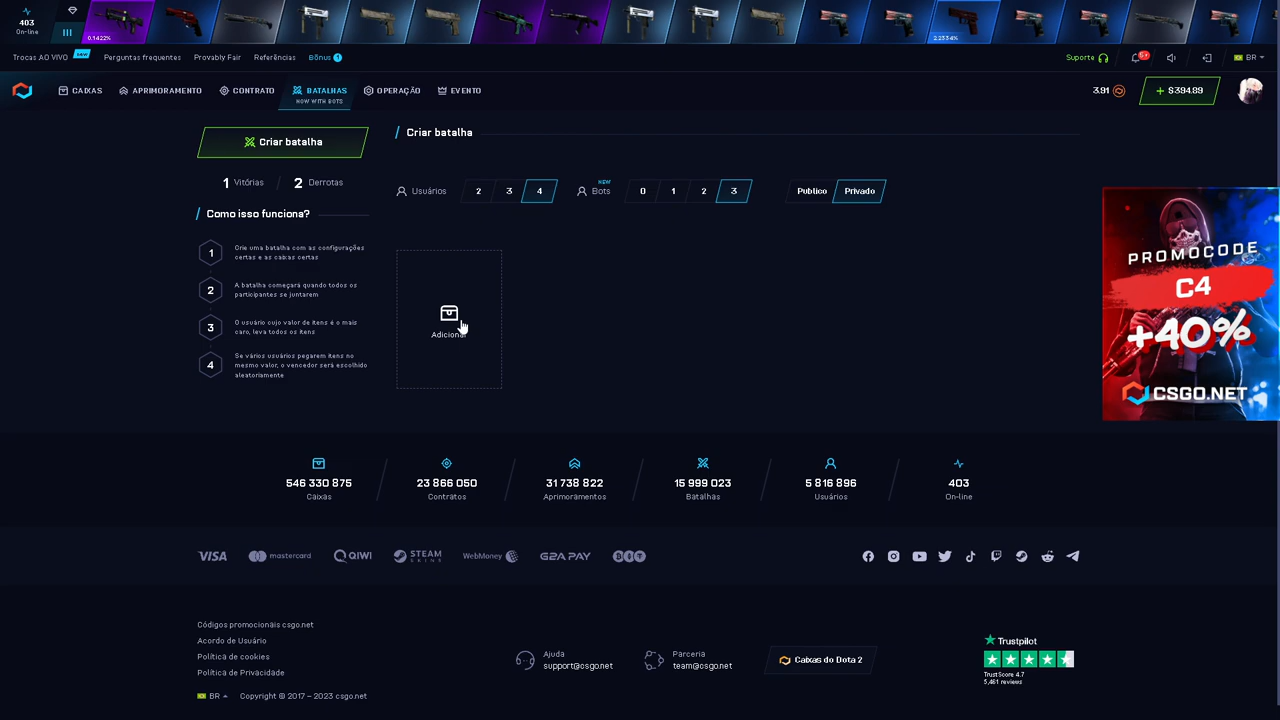 403
On-line
0.1422%
2.2334%
Trocas AO VIVO NEW
Perguntas frequentes
Provably Fair
Referências
Bônus 1
Suporte
5+
BR
CAIXAS
APRIMORAMENTO
CONTRATO
BATALHAS
NOW WITH BOTS
OPERAÇÃO
EVENTO
3.91
+ $394.89
Criar batalha
1 Vitórias / 2 Derrotas
Como isso funciona?
1 Crie uma batalha com as configurações
certas e as caixas certas
2 A batalha começará quando todos os
participantes se juntarem
3 O usuário cujo valor de itens é o mais
caro, leva todos os itens
4 Se vários usuários pegarem itens no
mesmo valor, o vencedor será escolhido
aleatoriamente
Criar batalha
Usuários 2 3 4
NEW
Bots 0 1 2 3
Publico Privado
Adicionar
PROMOCODE
C4
+40%
CSGO.NET
546 330 875
Caixas
23 866 050
Contratos
31 738 822
Aprimoramentos
15 999 023
Batalhas
5 816 896
Usuários
403
On-line
VISA
mastercard
QIWI
STEAM
SKINS
WebMoney
G2A PAY
Códigos promocionais csgo.net
Acordo de Usuário
Política de cookies
Política de Privacidade
BR
Copyright © 2017 – 2023 csgo.net
Ajuda
support@csgo.net
Parceria
team@csgo.net
Caixas do Dota 2
Trustpilot
TrustScore 4.7
5,461 reviews